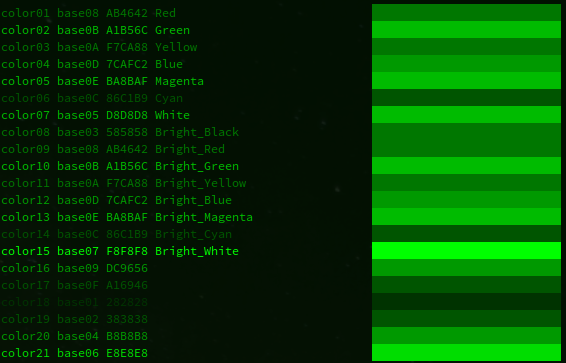 color01 base08 AB4642 Red
color02 base0B A1B56C Green
color03 base0A F7CA88 Yellow
color04 base0D 7CAFC2 Blue
color05 base0E BA8BAF Magenta
color06 base0C 86C1B9 Cyan
color07 base05 D8D8D8 White
color08 base03 585858 Bright_Black
color09 base08 AB4642 Bright_Red
color10 base0B A1B56C Bright_Green
color11 base0A F7CA88 Bright_Yellow
color12 base0D 7CAFC2 Bright_Blue
color13 base0E BA8BAF Bright_Magenta
color14 base0C 86C1B9 Bright_Cyan
color15 base07 F8F8F8 Bright_White
color16 base09 DC9656
color17 base0F A16946
color18 base01 282828
color19 base02 383838
color20 base04 B8B8B8
color21 base06 E8E8E8